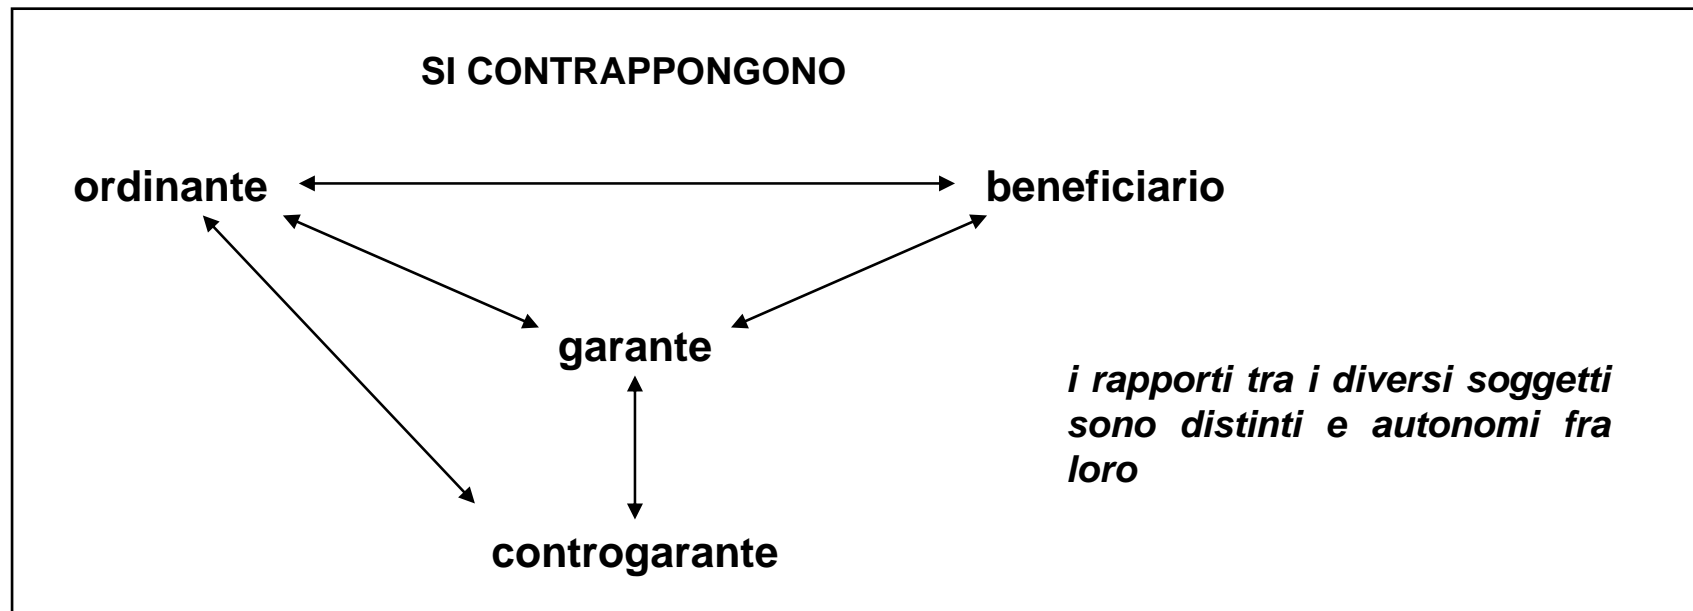 SI CONTRAPPONGONO
ordinante
beneficiario
garante
i rapporti tra i diversi soggetti
sono distinti e autonomi fra
loro
controgarante